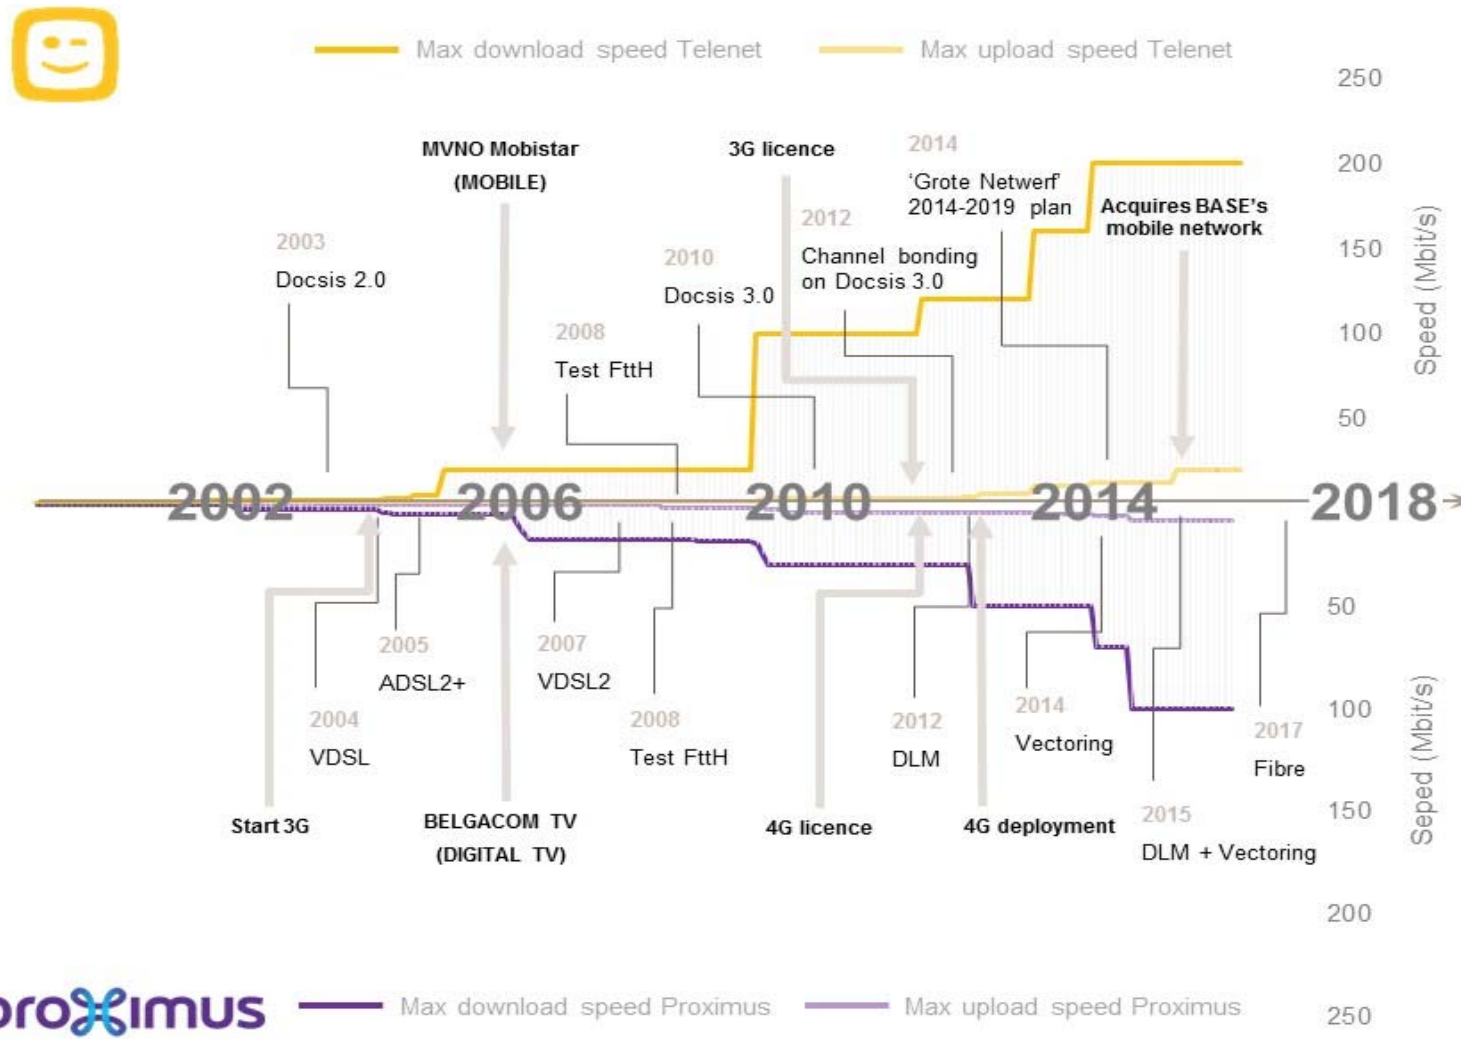 Max download speed Telenet
Max upload speed Telenet
250
200
150
100
50
Speed (Mbit/s)
MVNO Mobistar
(MOBILE)
3G licence
2014
'Grote Netwerf'
2014-2019 plan
Acquires BASE's
mobile network
2003
Docsis 2.0
2012
Channel bonding
on Docsis 3.0
2010
Docsis 3.0
2008
Test FttH
2002
2006
2010
2014
2018
50
100
150
200
250
Seped (Mbit/s)
2005
ADSL2+
2007
VDSL2
2004
VDSL
2008
Test FttH
2012
DLM
2014
Vectoring
2017
Fibre
Start 3G
BELGACOM TV
(DIGITAL TV)
4G licence
4G deployment
2015
DLM + Vectoring
proximus
Max download speed Proximus
Max upload speed Proximus